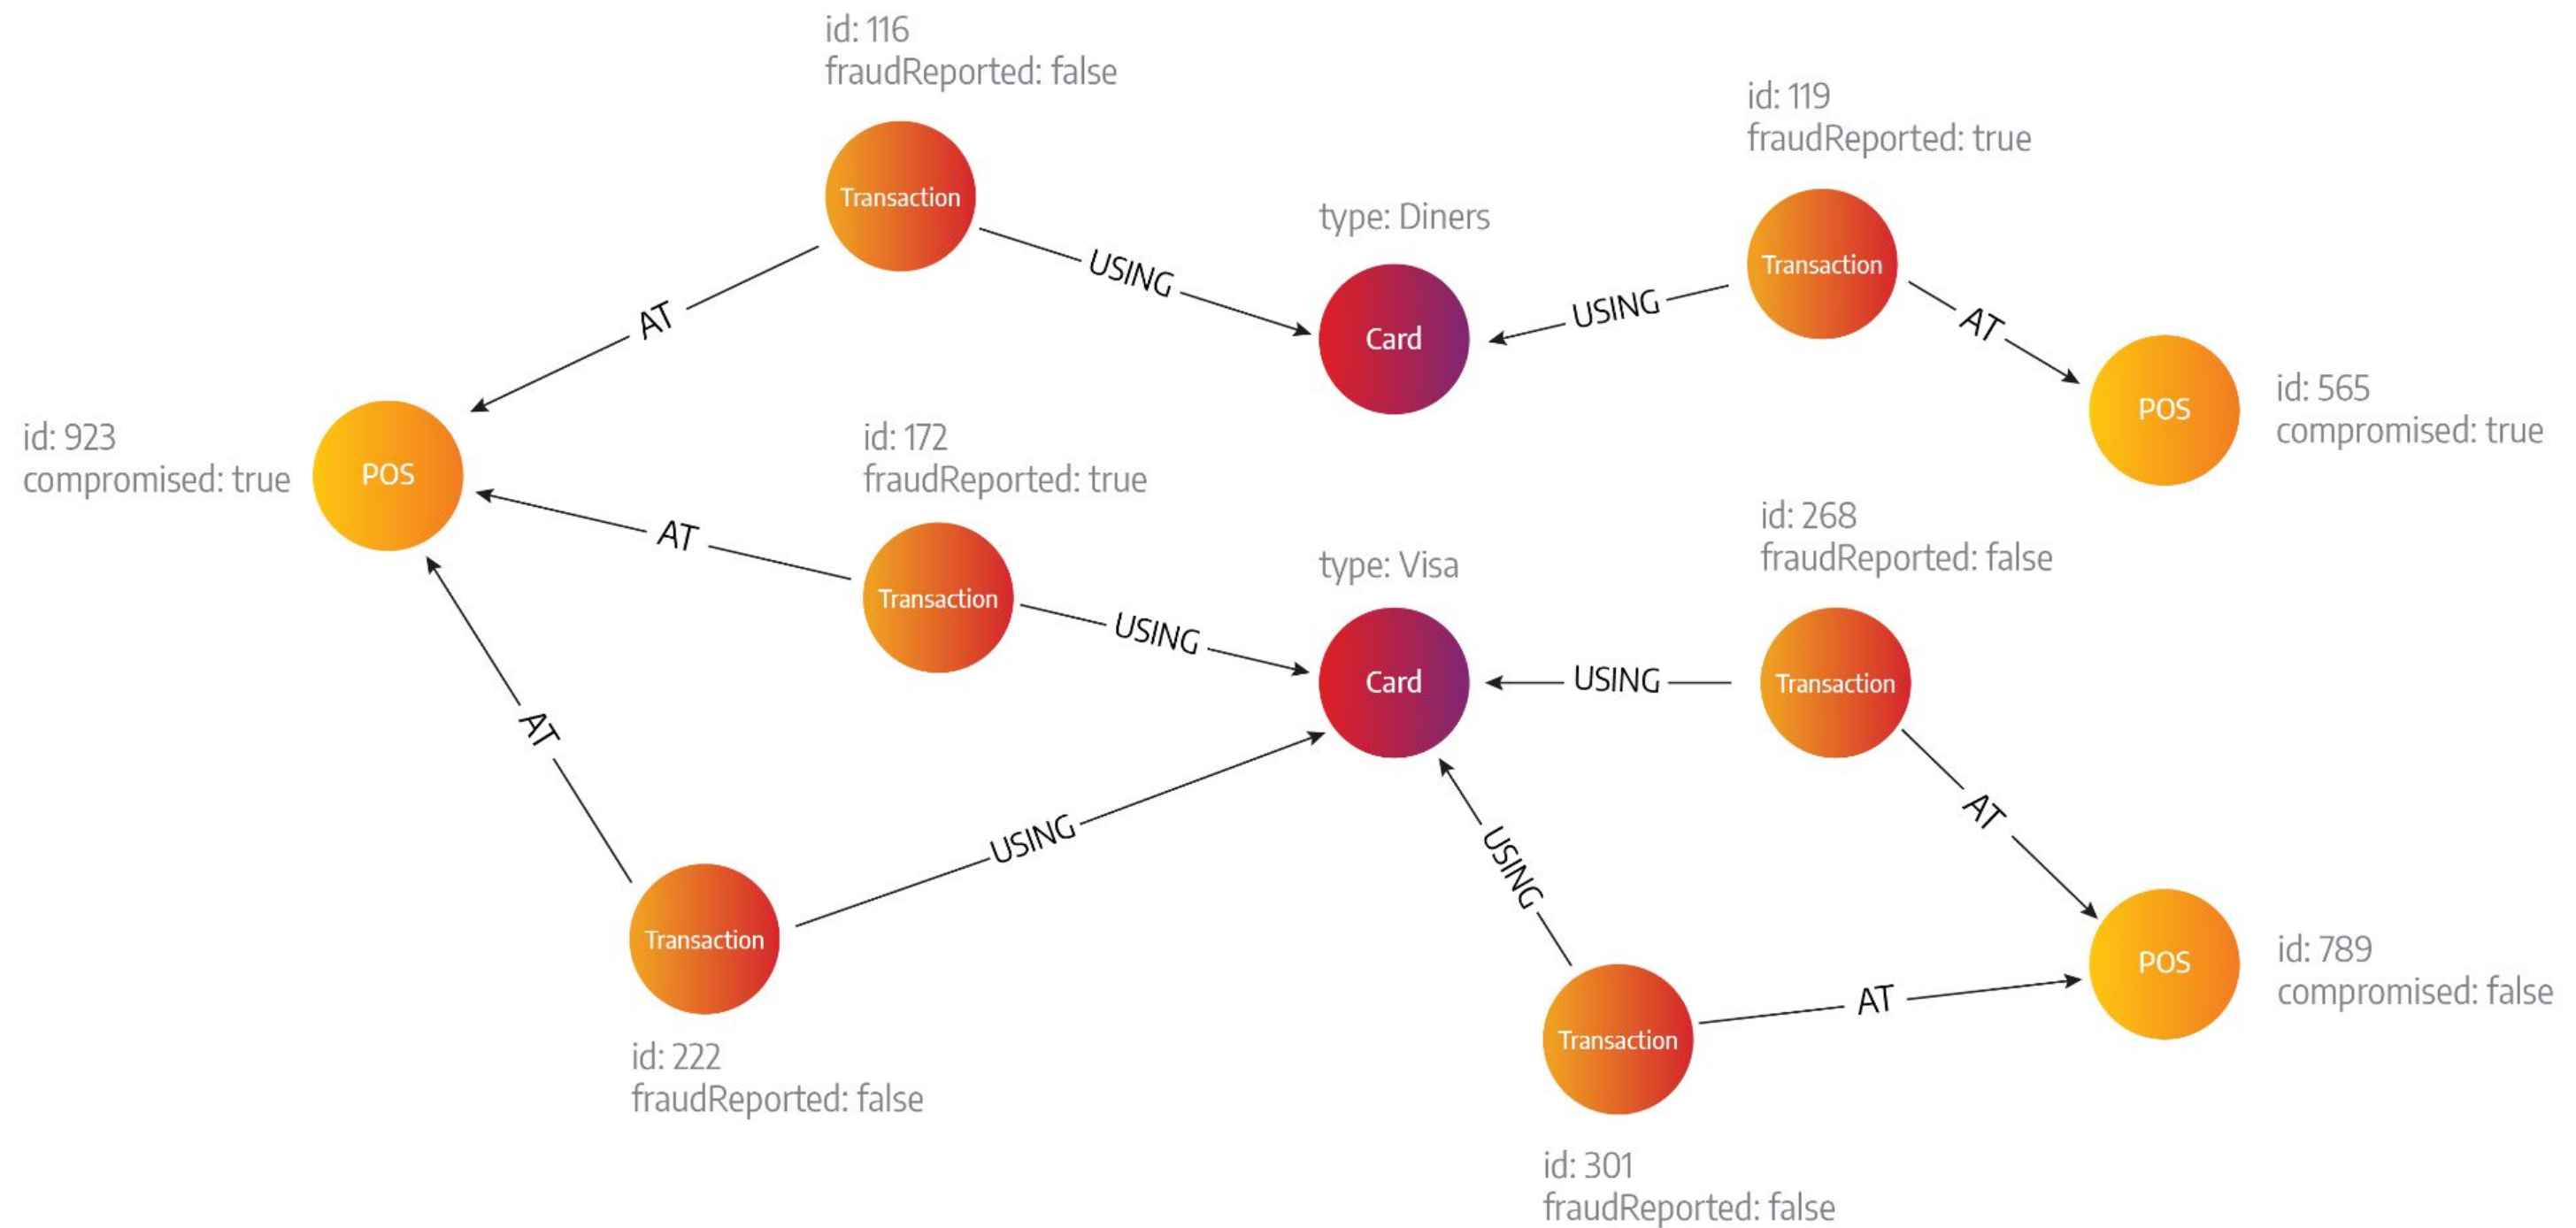 id: 116
fraudReported: false
Transaction
id: 119
fraudReported: true
Transaction
type: Diners
Card
USING
USING
AT
AT
POS
id: 565
compromised: true
id: 923
compromised: true
POS
id: 172
fraudReported: true
Transaction
AT
USING
type: Visa
Card
id: 268
fraudReported: false
Transaction
USING
AT
AT
USING
USING
Transaction
id: 222
fraudReported: false
Transaction
id: 301
fraudReported: false
AT
POS
id: 789
compromised: false